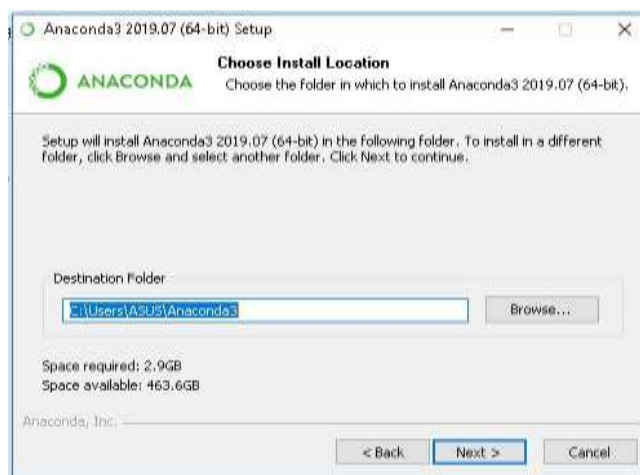 Anaconda3 2019.07 (64-bit) Setup
ANACONDA
Choose Install Location
Choose the folder in which to install Anaconda3 2019.07 (64-bit).
Setup will install Anaconda3 2019.07 (64-bit) in the following folder. To install in a different
folder, click Browse and select another folder. Click Next to continue.
Destination Folder
C:\Users\ASUS\Anaconda3
Browse...
Space required: 2.9GB
Space available: 463.6GB
Anaconda, Inc.
< Back
Next >
Cancel